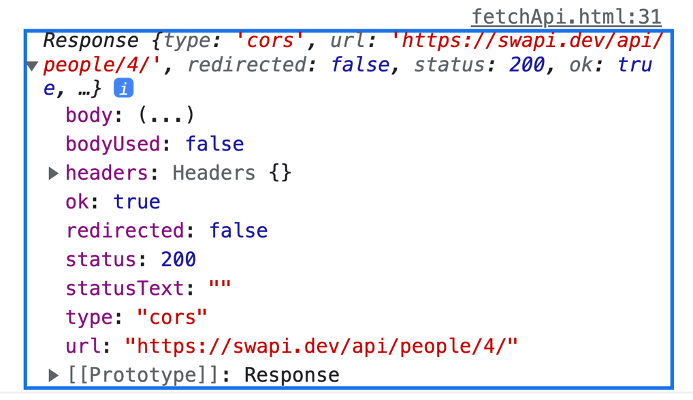 fetchApi.html:31
Response {type: 'cors', url: 'https://swapi.dev/api/
people/4/', redirected: false, status: 200, ok: tru
e, …} i
body: (...)
bodyUsed: false
headers: Headers {}
ok: true
redirected: false
status: 200
statusText: ""
type: "cors"
url: "https://swapi.dev/api/people/4/"
[[Prototype]]: Response